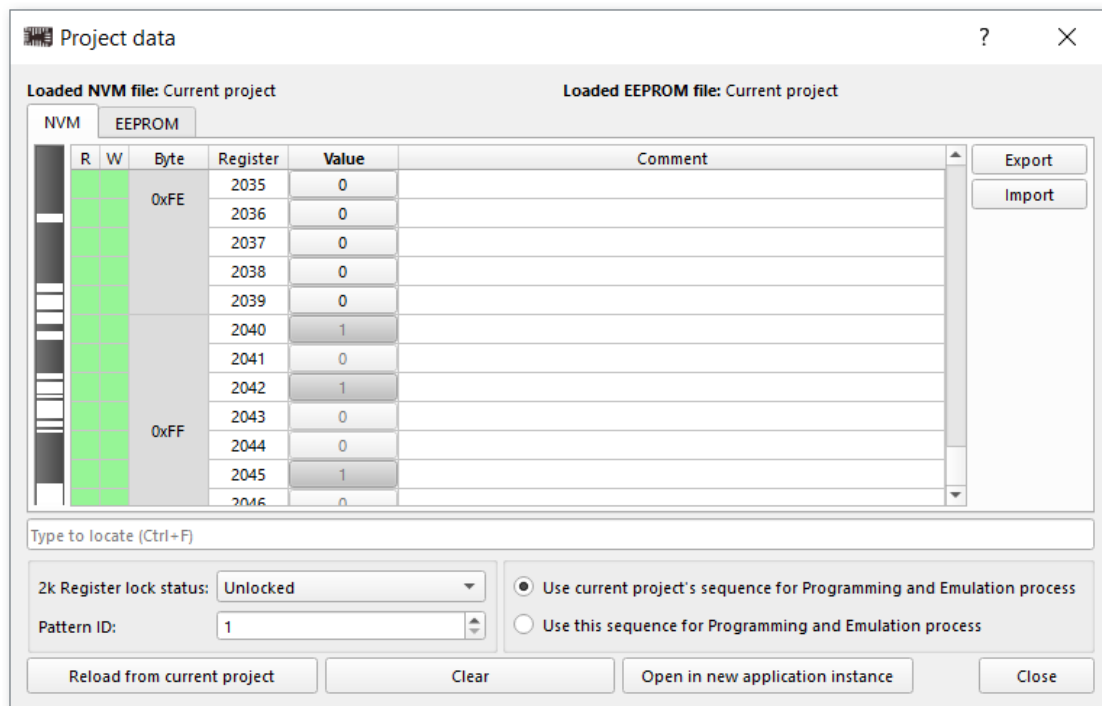 Project data ?
Loaded NVM file: Current project Loaded EEPROM file: Current project
NVM EEPROM
R W Byte Register Value Comment Export
Import
0xFE
2035 0
2036 0
2037 0
2038 0
2039 0
0xFF
2040 1
2041 0
2042 1
2043 0
2044 0
2045 1
2046 0
Type to locate (Ctrl+F)
2k Register lock status: Unlocked
Pattern ID: 1
Use current project's sequence for Programming and Emulation process
Use this sequence for Programming and Emulation process
Reload from current project Clear Open in new application instance Close